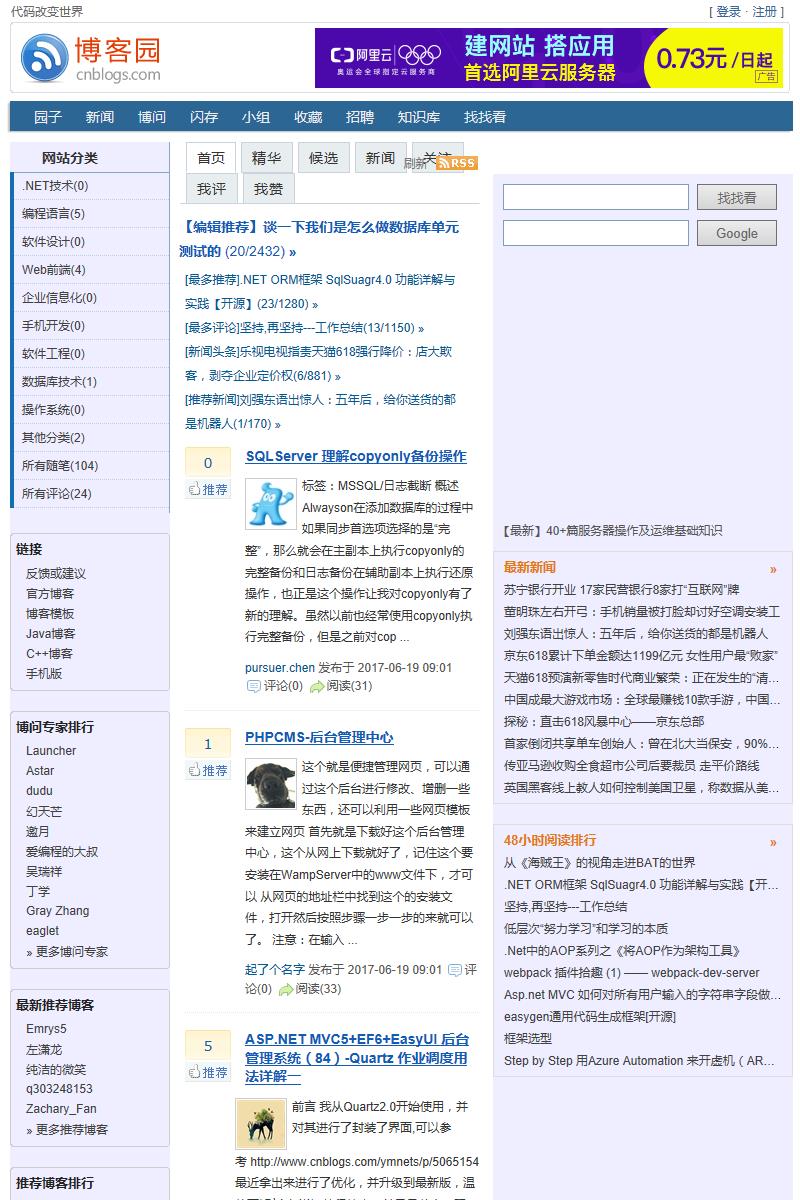 代码改变世界
[ 登录 · 注册 ]
博客园
cnblogs.com
阿里云
奥运会全球指定云服务商
建网站 搭应用
首选阿里云服务器
0.73元 /日起
广告
园子 新闻 博问 闪存 小组 收藏 招聘 知识库 找找看
网站分类
.NET技术(0)
编程语言(5)
软件设计(0)
Web前端(4)
企业信息化(0)
手机开发(0)
软件工程(0)
数据库技术(1)
操作系统(0)
其他分类(2)
所有随笔(104)
所有评论(24)
链接
反馈或建议
官方博客
博客模板
Java博客
C++博客
手机版
博问专家排行
Launcher
Astar
dudu
幻天芒
邀月
爱编程的大叔
吴瑞祥
丁学
Gray Zhang
eaglet
» 更多博问专家
最新推荐博客
Emrys5
左潇龙
纯洁的微笑
q303248153
Zachary_Fan
» 更多推荐博客
推荐博客排行
首页 精华 候选 新闻 关注
刷新 RSS
我评 我赞
【编辑推荐】谈一下我们是怎么做数据库单元
测试的 (20/2432) »
[最多推荐].NET ORM框架 SqlSuagr4.0 功能详解与
实践【开源】(23/1280) »
[最多评论]坚持,再坚持---工作总结(13/1150) »
[新闻头条]乐视电视指责天猫618强行降价：店大欺
客，剥夺企业定价权(6/881) »
[推荐新闻]刘强东语出惊人：五年后，给你送货的都
是机器人(1/170) »
0
推荐
SQLServer 理解copyonly备份操作
标签：MSSQL/日志截断 概述
Alwayson在添加数据库的过程中
如果同步首选项选择的是“完
整”，那么就会在主副本上执行copyonly的
完整备份和日志备份在辅助副本上执行还原
操作，也正是这个操作让我对copyonly有了
新的理解。虽然以前也经常使用copyonly执
行完整备份，但是之前对cop ...
pursuer.chen 发布于 2017-06-19 09:01
评论(0) 阅读(31)
1
推荐
PHPCMS-后台管理中心
这个就是便捷管理网页，可以通
过这个后台进行修改、增删一些
东西，还可以利用一些网页模板
来建立网页 首先就是下载好这个后台管理
中心，这个从网上下载就好了，记住这个要
安装在WampServer中的www文件下，才可
以 从网页的地址栏中找到这个的安装文
件，打开然后按照步骤一步一步的来就可以
了。 注意：在输入 ...
起了个名字 发布于 2017-06-19 09:01 评
论(0) 阅读(33)
5
推荐
ASP.NET MVC5+EF6+EasyUI 后台
管理系统（84）-Quartz 作业调度用
法详解一
前言 我从Quartz2.0开始使用，并
对其进行了封装了界面,可以参
考 http://www.cnblogs.com/ymnets/p/5065154
最近拿出来进行了优化，并升级到最新版，温
找找看
Google
【最新】40+篇服务器操作及运维基础知识
最新新闻 »
苏宁银行开业 17家民营银行8家打“互联网”牌
董明珠左右开弓：手机销量被打脸却讨好空调安装工
刘强东语出惊人：五年后，给你送货的都是机器人
京东618累计下单金额达1199亿元 女性用户最“败家”
天猫618预演新零售时代商业繁荣：正在发生的“清...
中国成最大游戏市场：全球最赚钱10款手游，中国...
探秘：直击618风暴中心——京东总部
首家倒闭共享单车创始人：曾在北大当保安，90%...
传亚马逊收购全食超市公司后要裁员 走平价路线
英国黑客线上教人如何控制美国卫星，称数据从美...
48小时阅读排行 »
从《海贼王》的视角走进BAT的世界
.NET ORM框架 SqlSuagr4.0 功能详解与实践【开...
坚持,再坚持---工作总结
低层次“努力学习”和学习的本质
.Net中的AOP系列之《将AOP作为架构工具》
webpack 插件拾趣 (1) —— webpack-dev-server
Asp.net MVC 如何对所有用户输入的字符串字段做...
easygen通用代码生成框架[开源]
框架选型
Step by Step 用Azure Automation 来开虚机（AR...